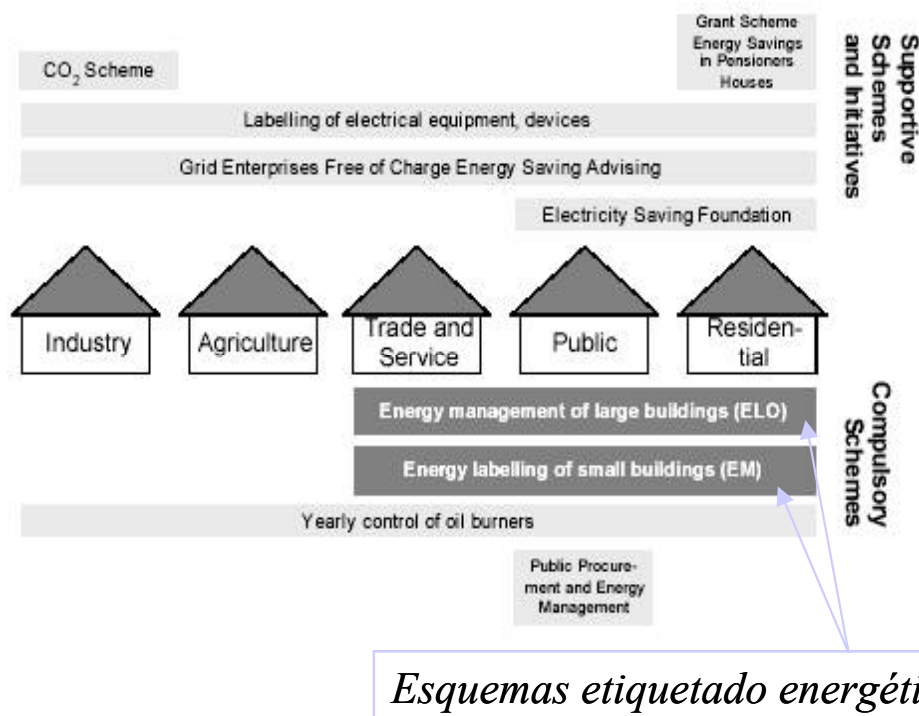 Grant Scheme
Energy Savings
in Pensioners
Houses
CO₂ Scheme
Supportive
Schemes
and Initiatives
Labelling of electrical equipment, devices
Grid Enterprises Free of Charge Energy Saving Advising
Electricity Saving Foundation
Industry
Agriculture
Trade and
Service
Public
Residen-
tial
Energy management of large buildings (ELO)
Energy labelling of small buildings (EM)
Compulsory
Schemes
Yearly control of oil burners
Public Procure-
ment and Energy
Management
Esquemas etiquetado